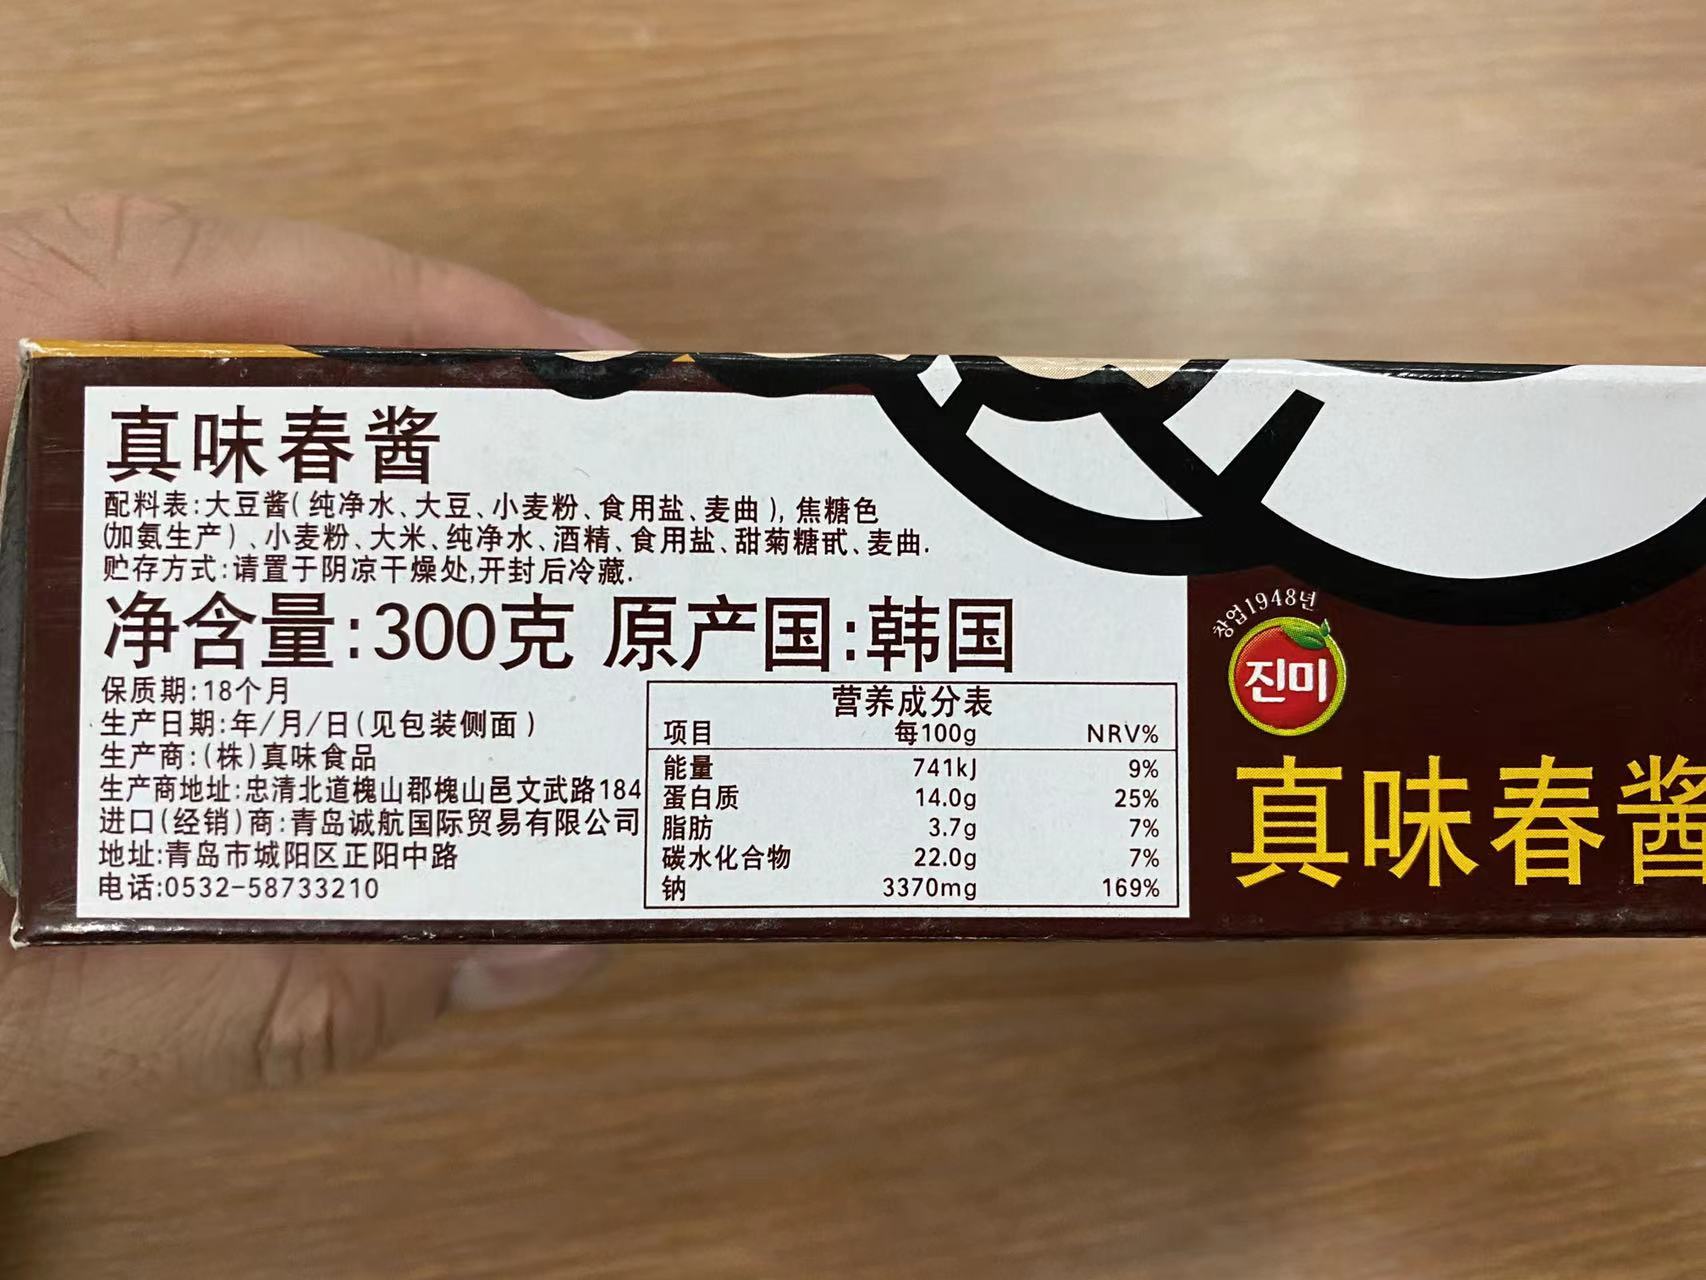 真味春酱
配料表:大豆酱(纯净水、大豆、小麦粉、食用盐、麦曲),焦糖色
(加氨生产)、小麦粉、大米、纯净水、酒精、食用盐、甜菊糖甙、麦曲.
贮存方式:请置于阴凉干燥处,开封后冷藏.
净含量:300克 原产国:韩国
保质期:18个月
生产日期:年/月/日(见包装侧面)
生产商:(株)真味食品
生产商地址:忠清北道槐山郡槐山邑文武路184
进口(经销)商:青岛诚航国际贸易有限公司
地址:青岛市城阳区正阳中路
电话:0532-58733210
营养成分表
项目 每100g NRV%
能量 741kJ 9%
蛋白质 14.0g 25%
脂肪 3.7g 7%
碳水化合物 22.0g 7%
钠 3370mg 169%
창업1948년
진미
真味春酱